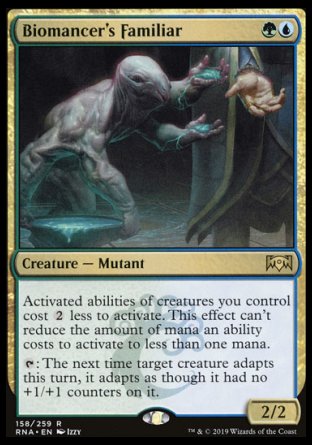 Biomancer's Familiar
Creature — Mutant
Activated abilities of creatures you control
cost 2 less to activate. This effect can't
reduce the amount of mana an ability
costs to activate to less than one mana.
: The next time target creature adapts
this turn, it adapts as though it had no
+1/+1 counters on it.
2/2
158/259 R
RNA • EN Izzy
™ & © 2019 Wizards of the Coast